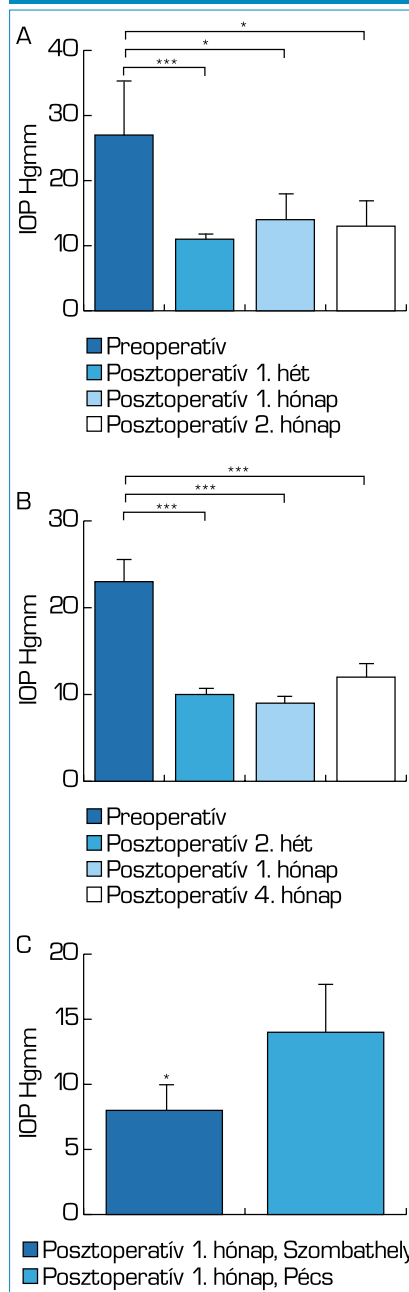 A
*
*
***
40
30
20
10
0
IOP Hgmm
Preoperatív
Posztoperatív 1. hét
Posztoperatív 1. hónap
Posztoperatív 2. hónap
B
***
***
***
30
20
10
0
IOP Hgmm
Preoperatív
Posztoperatív 2. hét
Posztoperatív 1. hónap
Posztoperatív 4. hónap
C
20
15
10
5
0
IOP Hgmm
*
Posztoperatív 1. hónap, Szombathely
Posztoperatív 1. hónap, Pécs